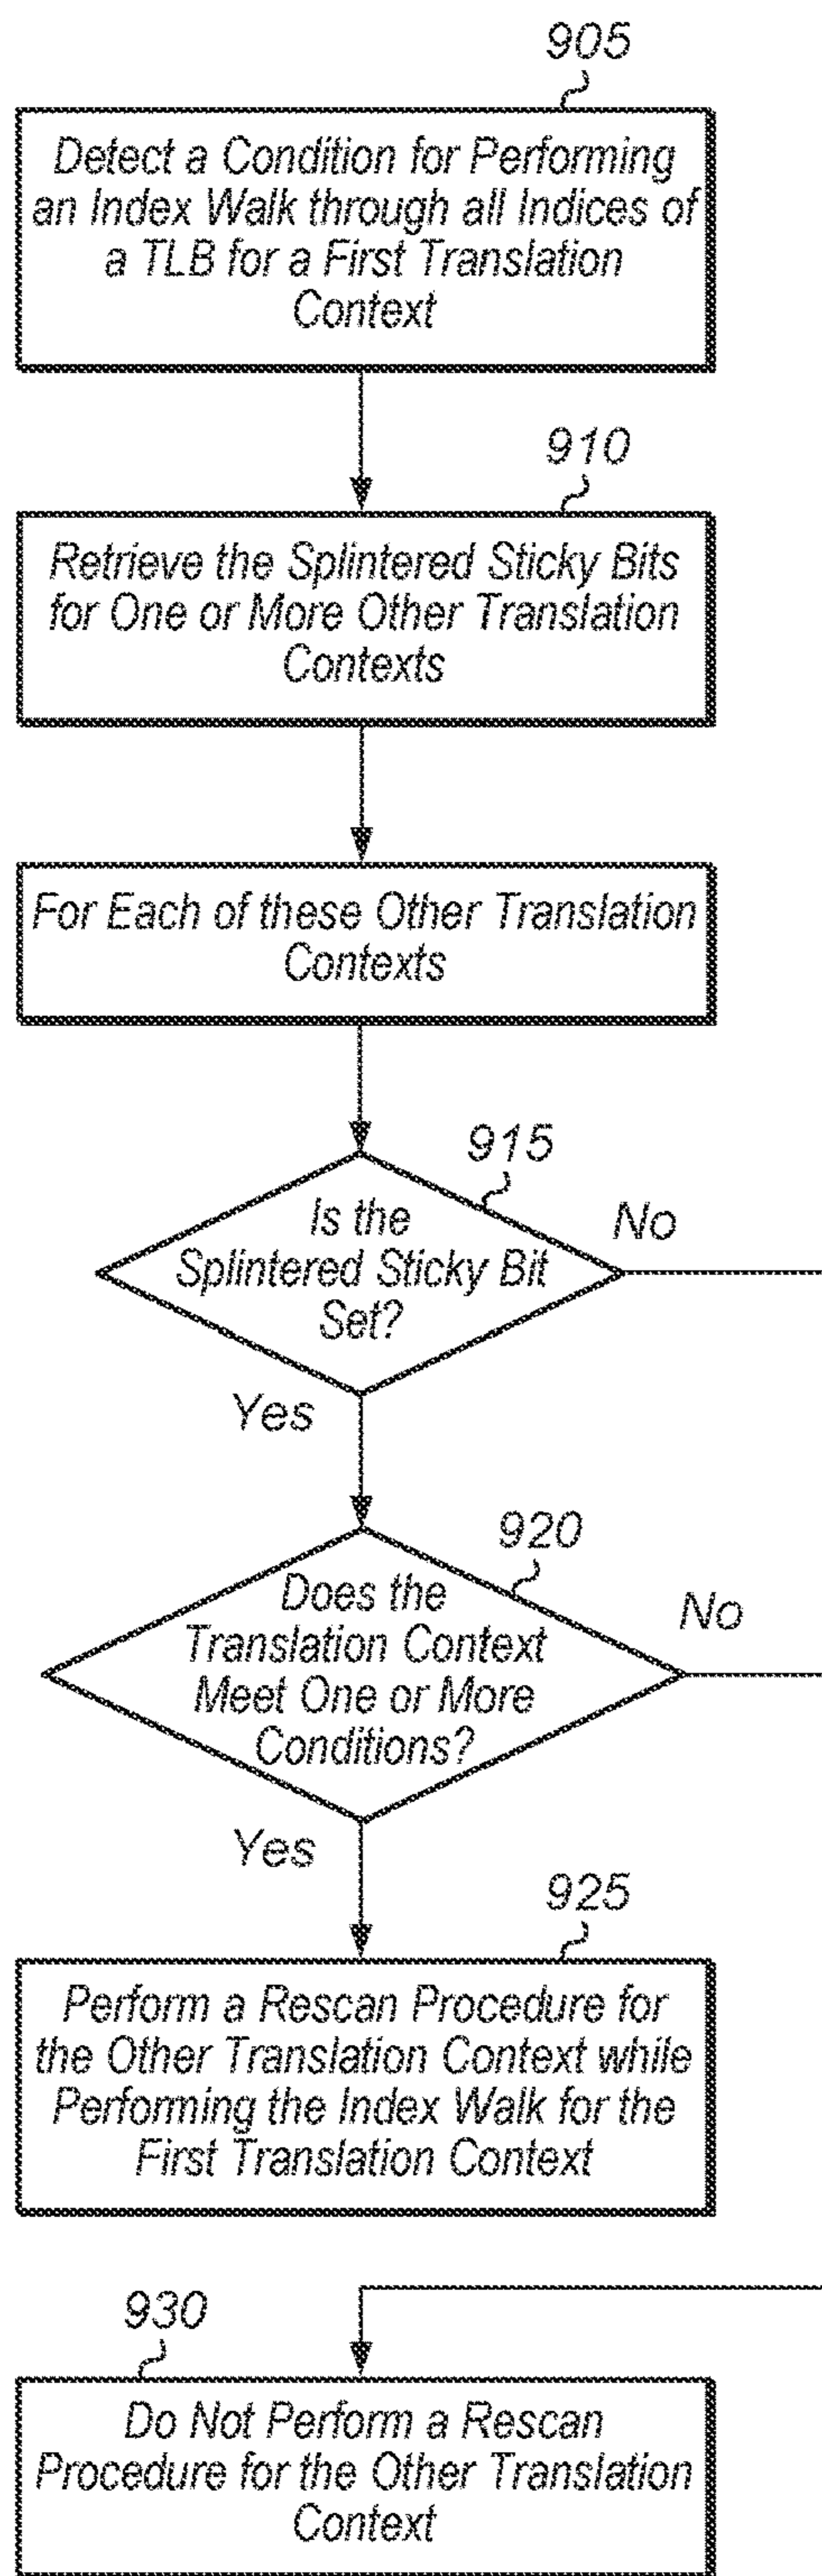 905
Detect a Condition for Performing
an Index Walk through all Indices of
a TLB for a First Translation
Context
910
Retrieve the Splintered Sticky Bits
for One or More Other Translation
Contexts
For Each of these Other Translation
Contexts
915
Is the
Splintered Sticky Bit
Set?
No
Yes
920
Does the
Translation Context
Meet One or More
Conditions?
No
Yes
925
Perform a Rescan Procedure for
the Other Translation Context while
Performing the Index Walk for the
First Translation Context
930
Do Not Perform a Rescan
Procedure for the Other Translation
Context